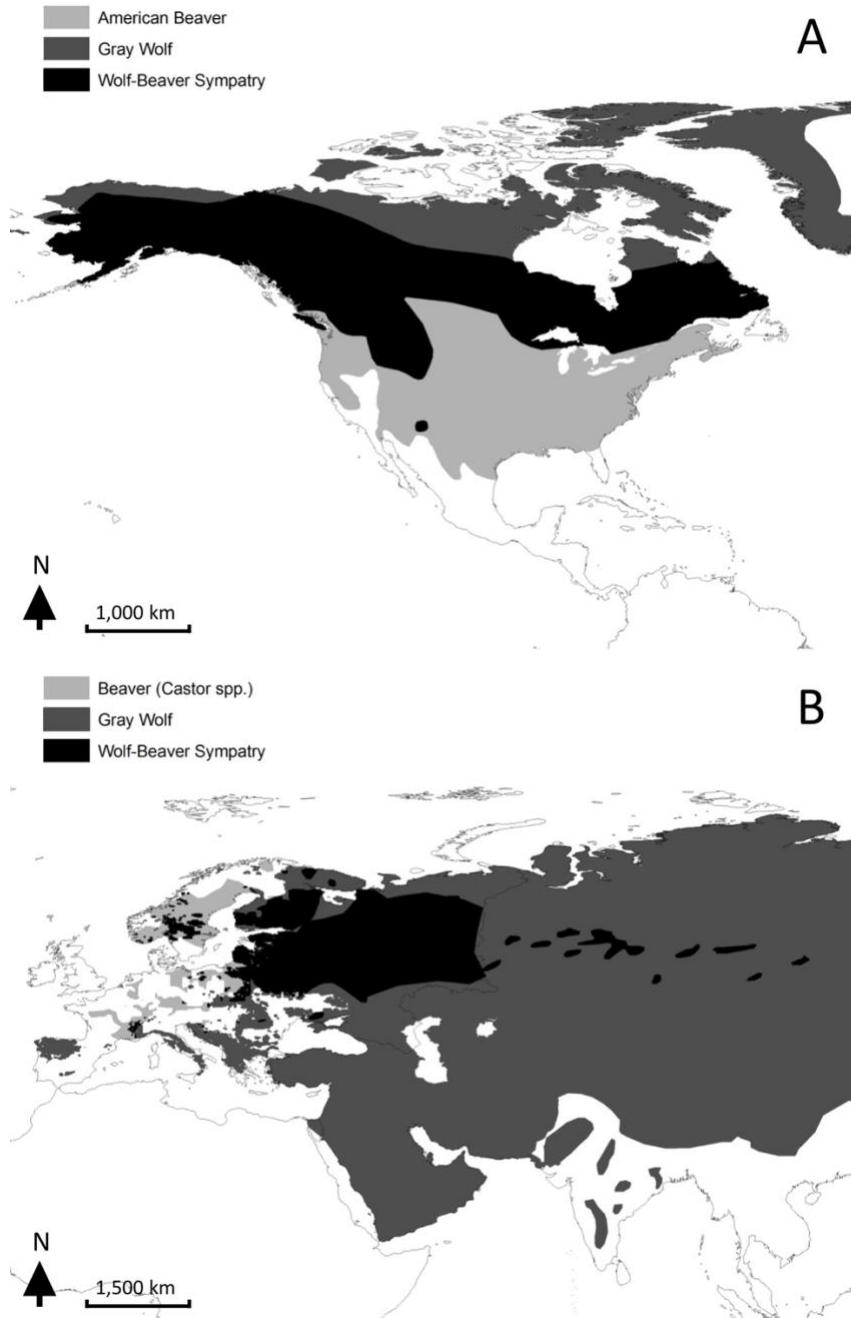 American Beaver
Gray Wolf
Wolf-Beaver Sympatry
A
N
1,000 km
Beaver (Castor spp.)
Gray Wolf
Wolf-Beaver Sympatry
B
N
1,500 km